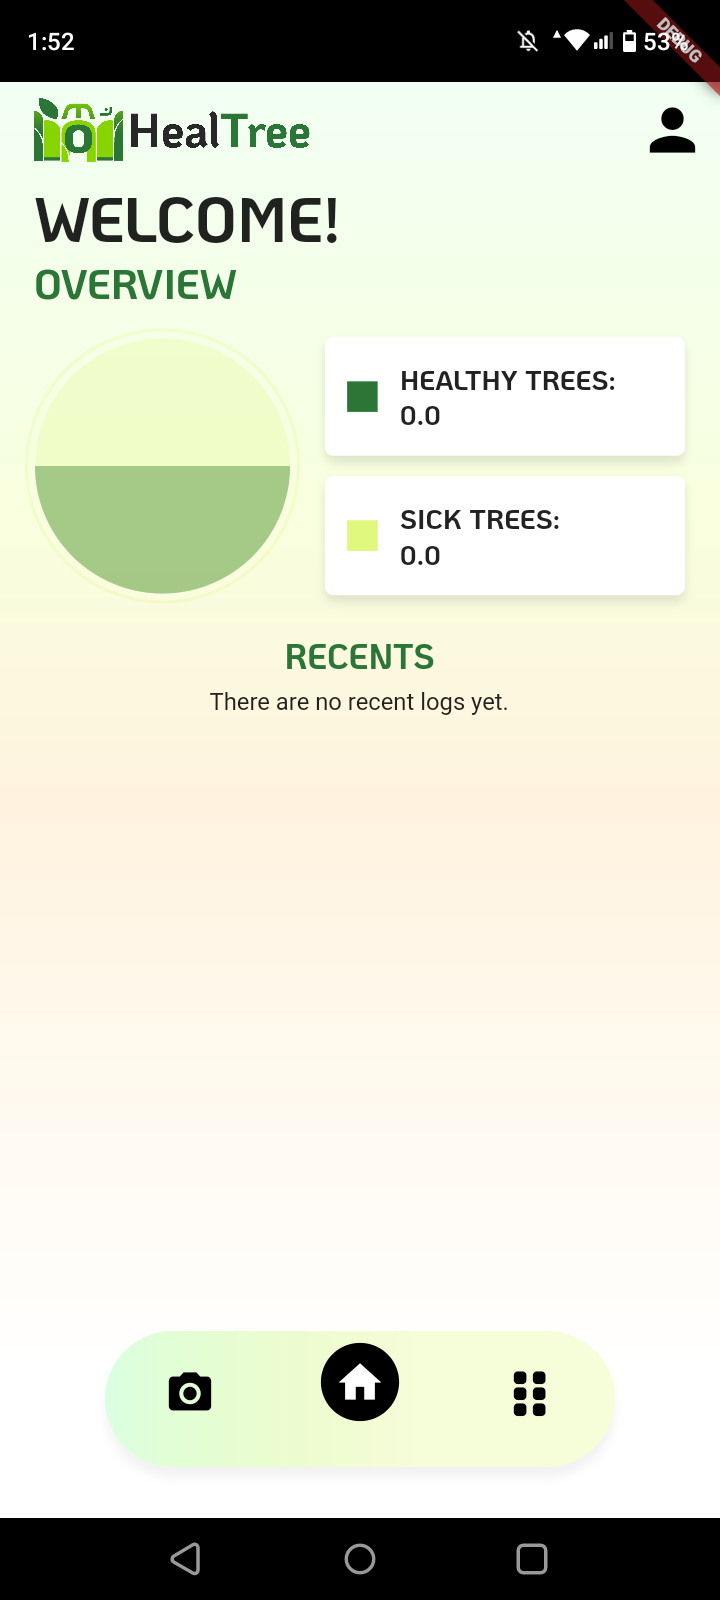 1:52
53%
DEBUG
HealTree
WELCOME!
OVERVIEW
HEALTHY TREES:
0.0
SICK TREES:
0.0
RECENTS
There are no recent logs yet.